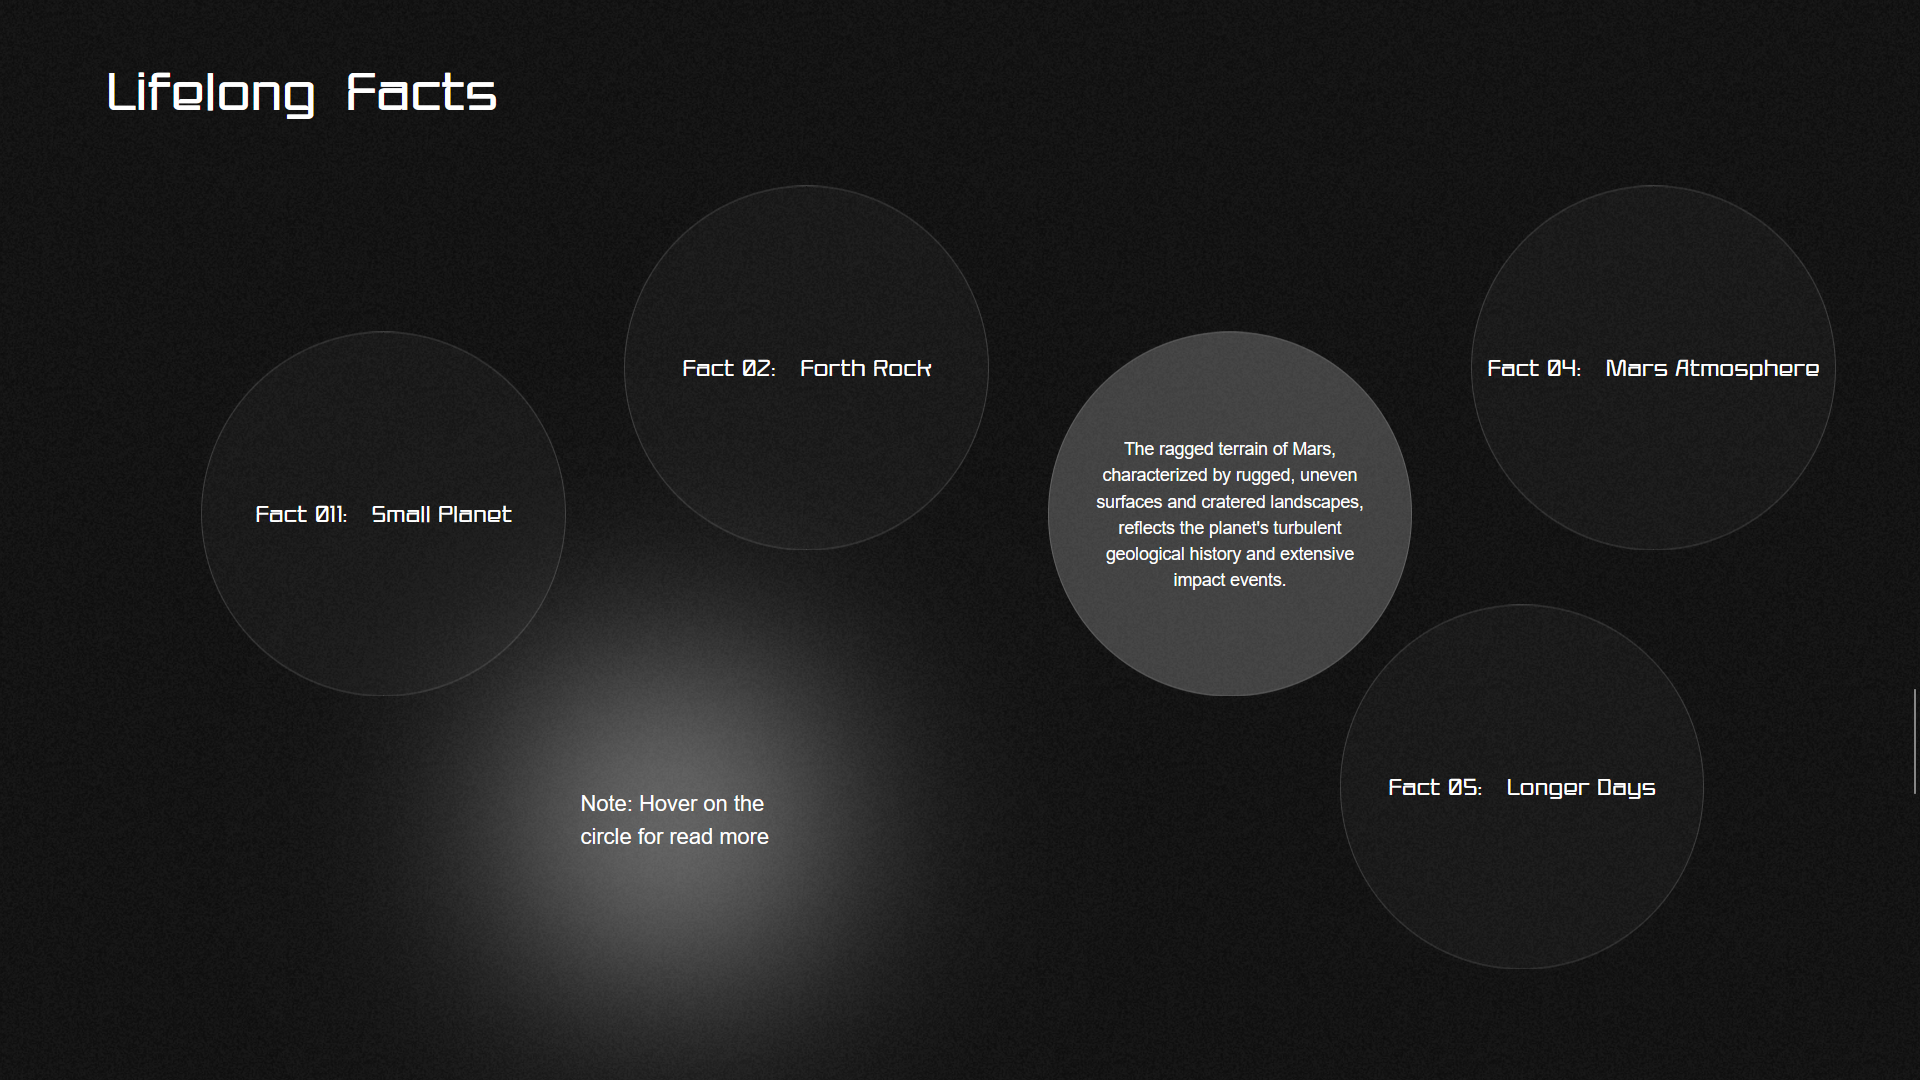 Lifelong Facts
Fact 011: Small Planet
Fact 02: Forth Rock
The ragged terrain of Mars,
characterized by rugged, uneven
surfaces and cratered landscapes,
reflects the planet's turbulent
geological history and extensive
impact events.
Fact 04: Mars Atmosphere
Fact 05: Longer Days
Note: Hover on the
circle for read more